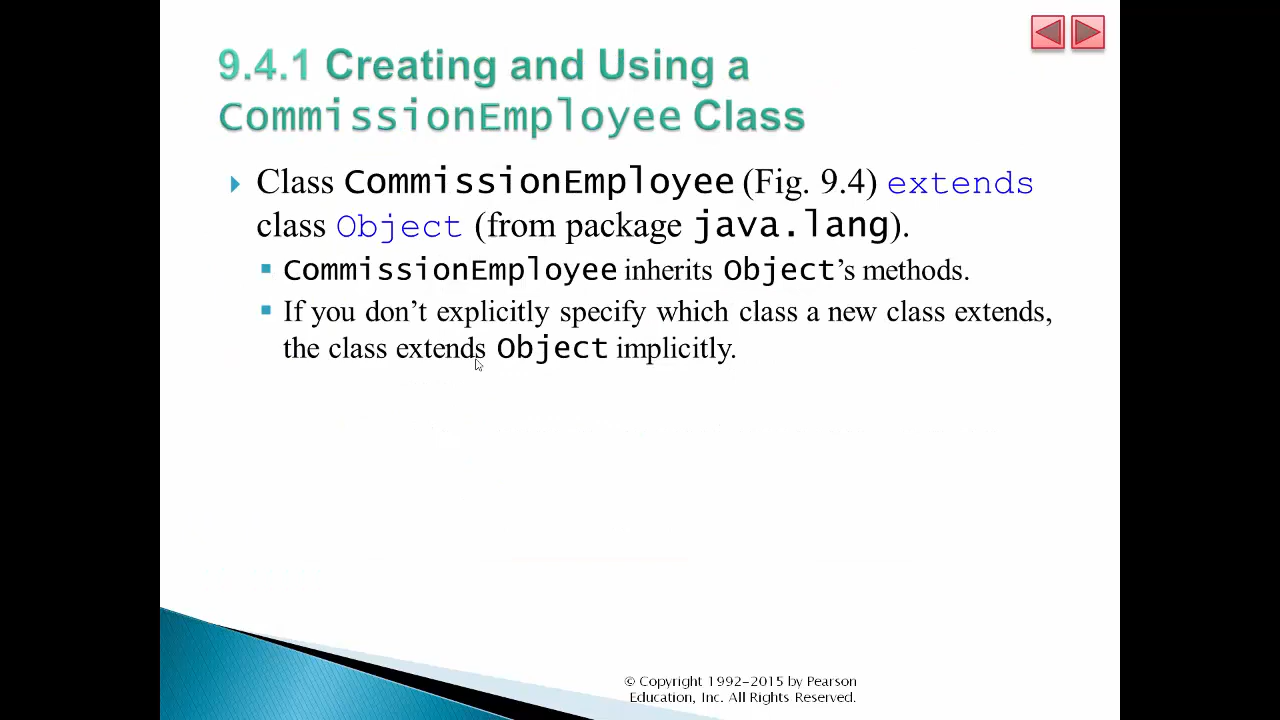 9.4.1 Creating and Using a
CommissionEmployee Class
Class CommissionEmployee (Fig. 9.4) extends
class Object (from package java.lang).
CommissionEmployee inherits Object’s methods.
If you don’t explicitly specify which class a new class extends,
the class extends Object implicitly.
© Copyright 1992–2015 by Pearson
Education, Inc. All Rights Reserved.